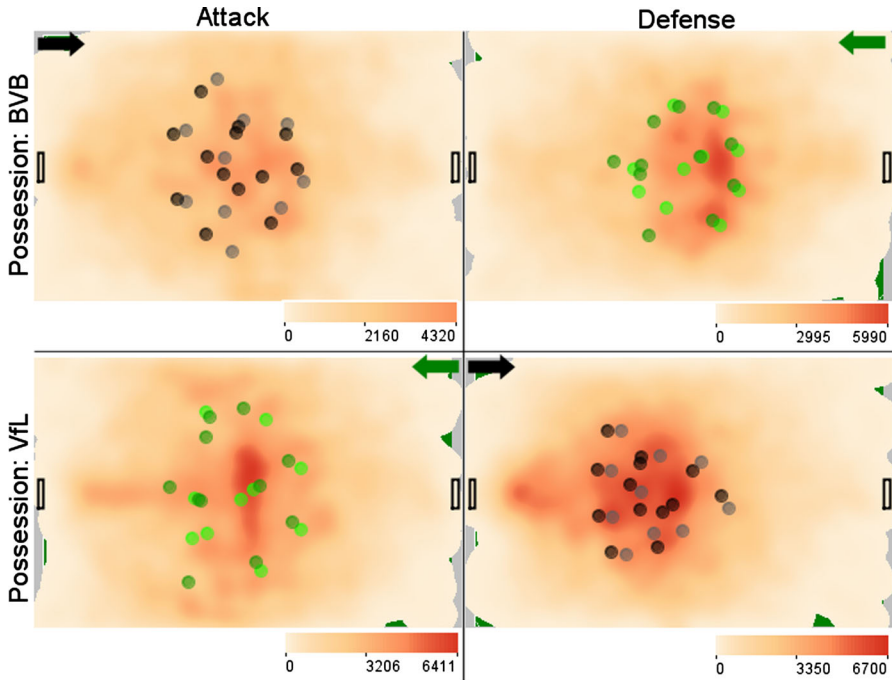 Attack
Defense
Possession: BVB
0 2160 4320
0 2995 5990
Possession: VfL
0 3206 6411
0 3350 6700